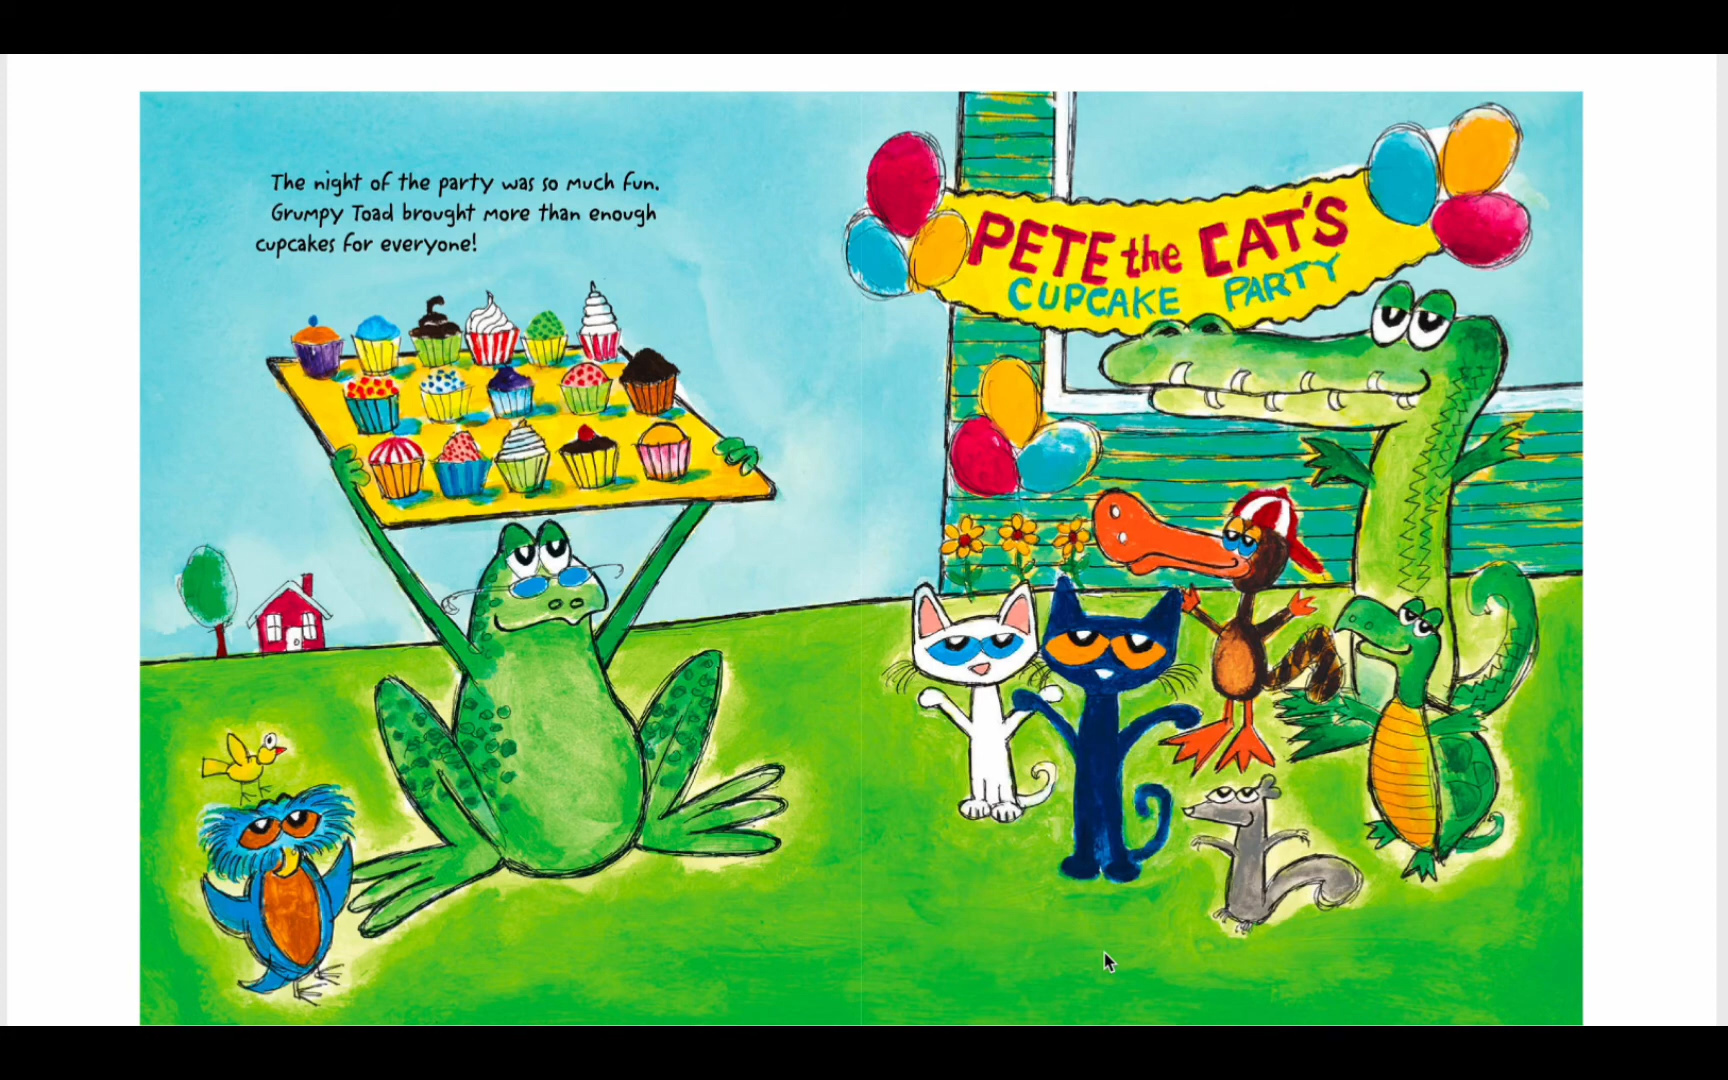 The night of the party was so much fun.
Grumpy Toad brought more than enough
cupcakes for everyone!
PETE the CAT'S
CUPCAKE PARTY